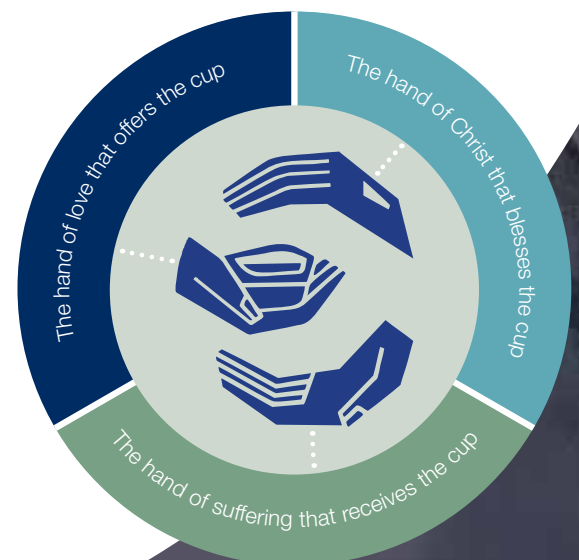 The hand of love that offers the cup
The hand of Christ that blesses the cup
The hand of suffering that receives the cup